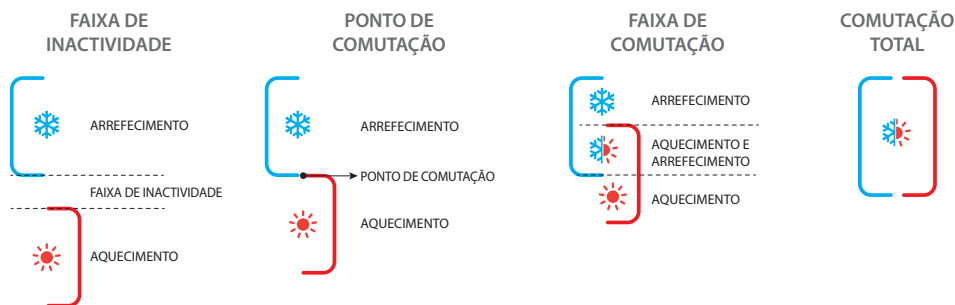 FAIXA DE
INACTIVIDADE
ARREFECIMENTO
FAIXA DE INACTIVIDADE
AQUECIMENTO
PONTO DE
COMUTAÇÃO
ARREFECIMENTO
PONTO DE COMUTAÇÃO
AQUECIMENTO
FAIXA DE
COMUTAÇÃO
ARREFECIMENTO
AQUECIMENTO E
ARREFECIMENTO
AQUECIMENTO
COMUTAÇÃO
TOTAL